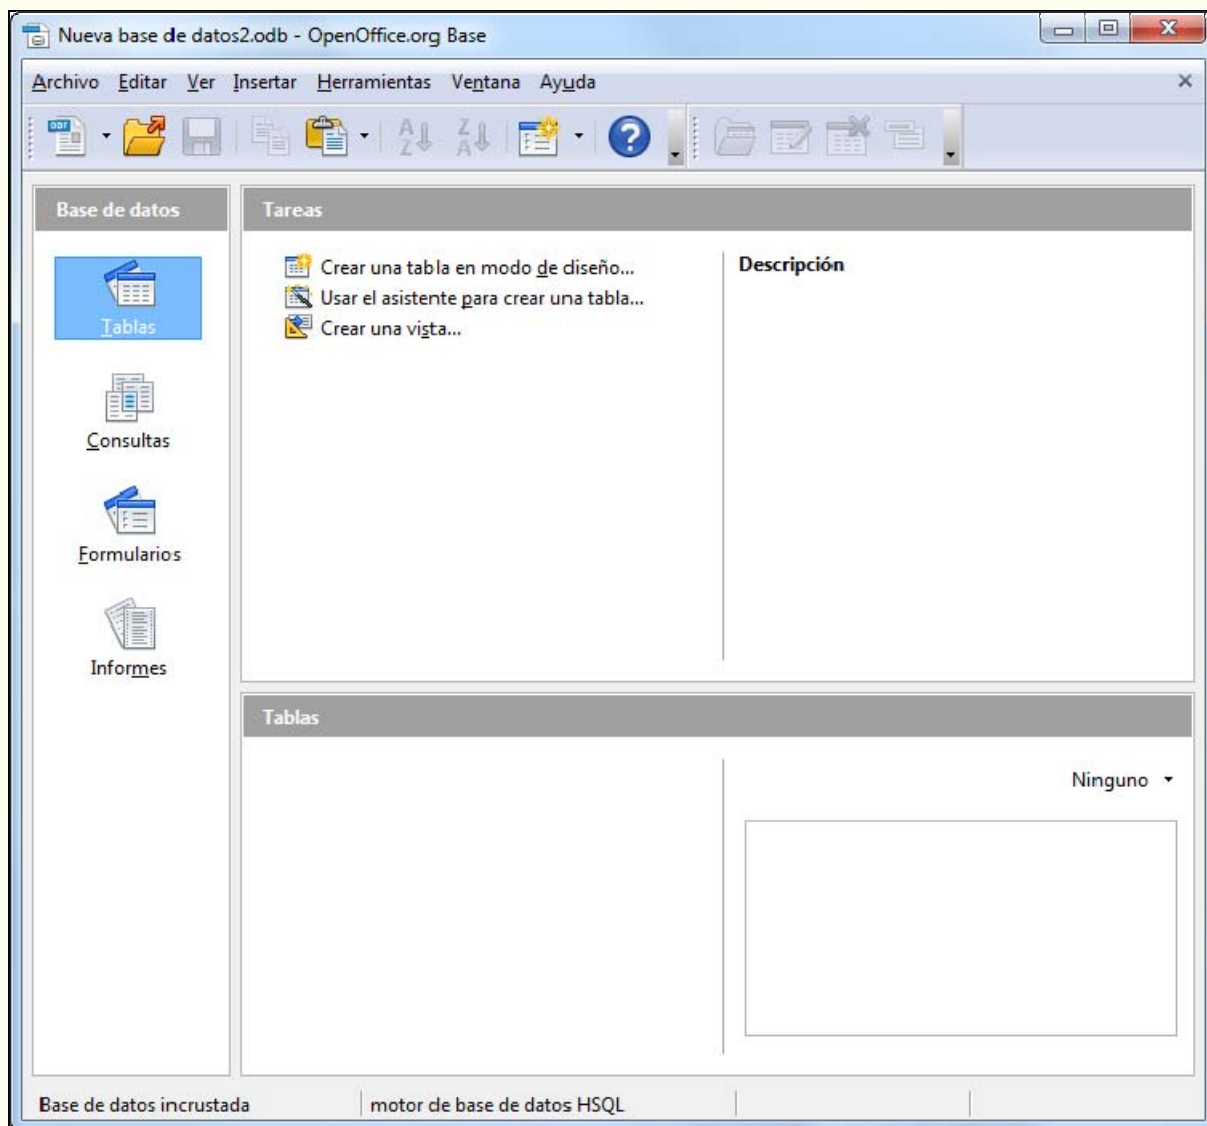 Nueva base de datos2.odb - OpenOffice.org Base
Archivo Editar Ver Insertar Herramientas Ventana Ayuda
Base de datos
Tablas
Consultas
Formularios
Informes
Tareas
Crear una tabla en modo de diseño...
Usar el asistente para crear una tabla...
Crear una vista...
Descripción
Tablas
Ninguno
Base de datos incrustada
motor de base de datos HSQL